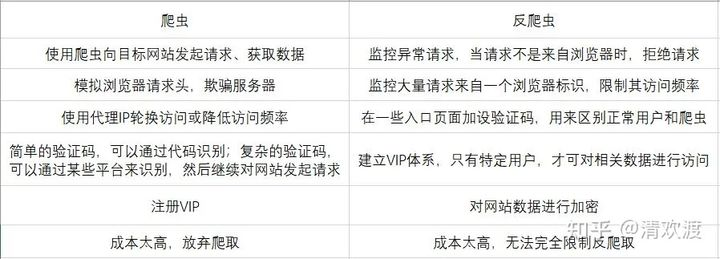 爬虫 反爬虫
使用爬虫向目标网站发起请求、获取数据 监控异常请求，当请求不是来自浏览器时，拒绝请求
模拟浏览器请求头，欺骗服务器 监控大量请求来自一个浏览器标识，限制其访问频率
使用代理IP轮换访问或降低访问频率 在一些入口页面加设验证码，用来区别正常用户和爬虫
简单的验证码，可以通过代码识别；复杂的验证码，
可以通过某些平台来识别，然后继续对网站发起请求
建立VIP体系，只有特定用户，才可对相关数据进行访问
注册VIP 对网站数据进行加密
成本太高，放弃爬取 成本太高，无法完全限制反爬取
知乎 @清欢渡